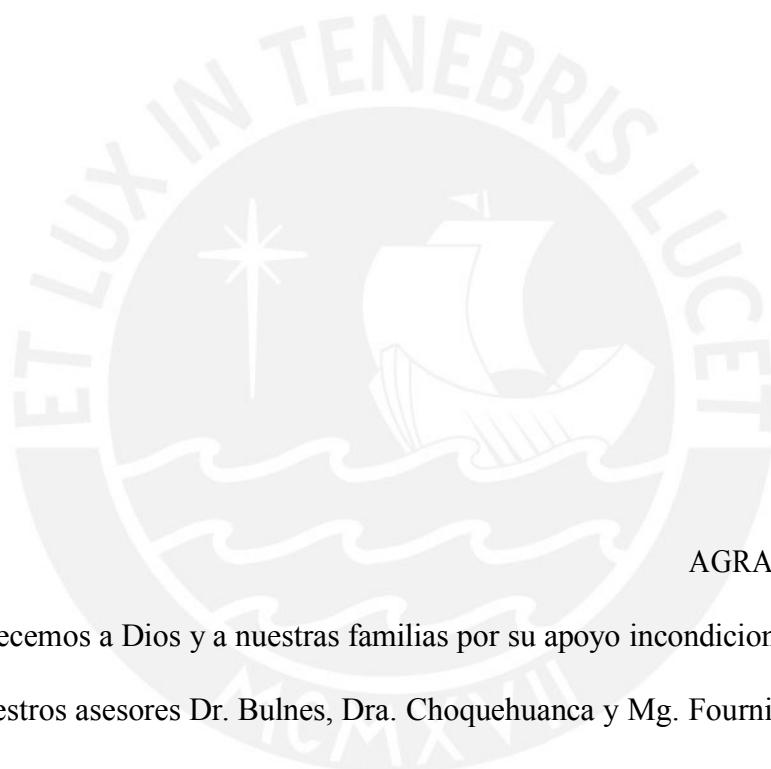 ET LUX IN TENEBRIS LUCET
MCMXVII
AGRA
ecemos a Dios y a nuestras familias por su apoyo incondicion
estros asesores Dr. Bulnes, Dra. Choquehuanca y Mg. Fourni